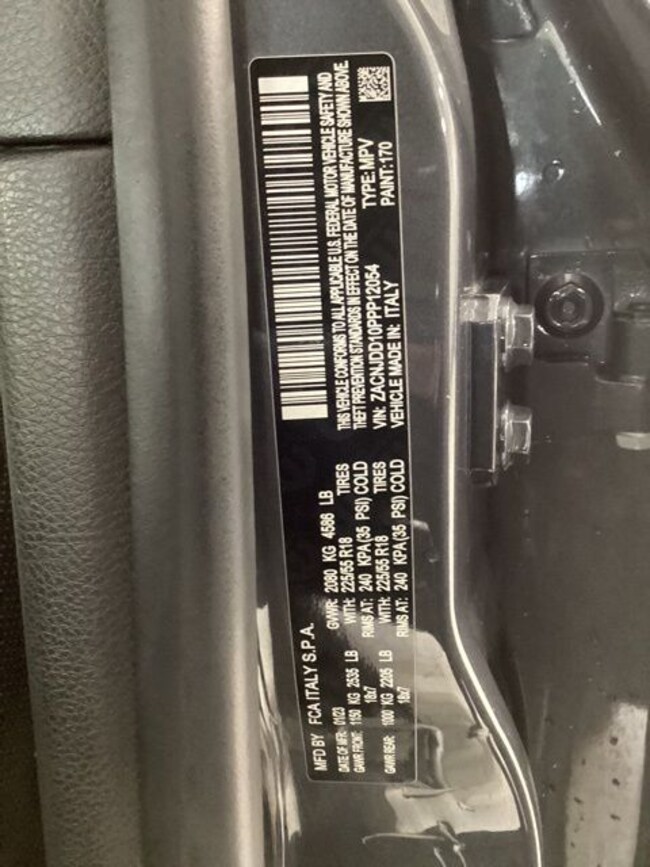 MFD BY FCA ITALY S.P.A.
DATE OF MFR: 01/23 GVWR: 2080 KG 4586 LB
GAWR FRONT: 1150 KG 2535 LB WITH: 225/55 R18 TIRES
18x7 RIMS AT: 240 KPA(35 PSI) COLD
GAWR REAR: 1000 KG 2205 LB WITH: 225/55 R18 TIRES
18x7 RIMS AT: 240 KPA(35 PSI) COLD
THIS VEHICLE CONFORMS TO ALL APPLICABLE U.S. FEDERAL MOTOR VEHICLE SAFETY AND
THEFT PREVENTION STANDARDS IN EFFECT ON THE DATE OF MANUFACTURE SHOWN ABOVE.
VIN: ZACNJDD10PPP12054 TYPE: MPV
VEHICLE MADE IN: ITALY PAINT:170